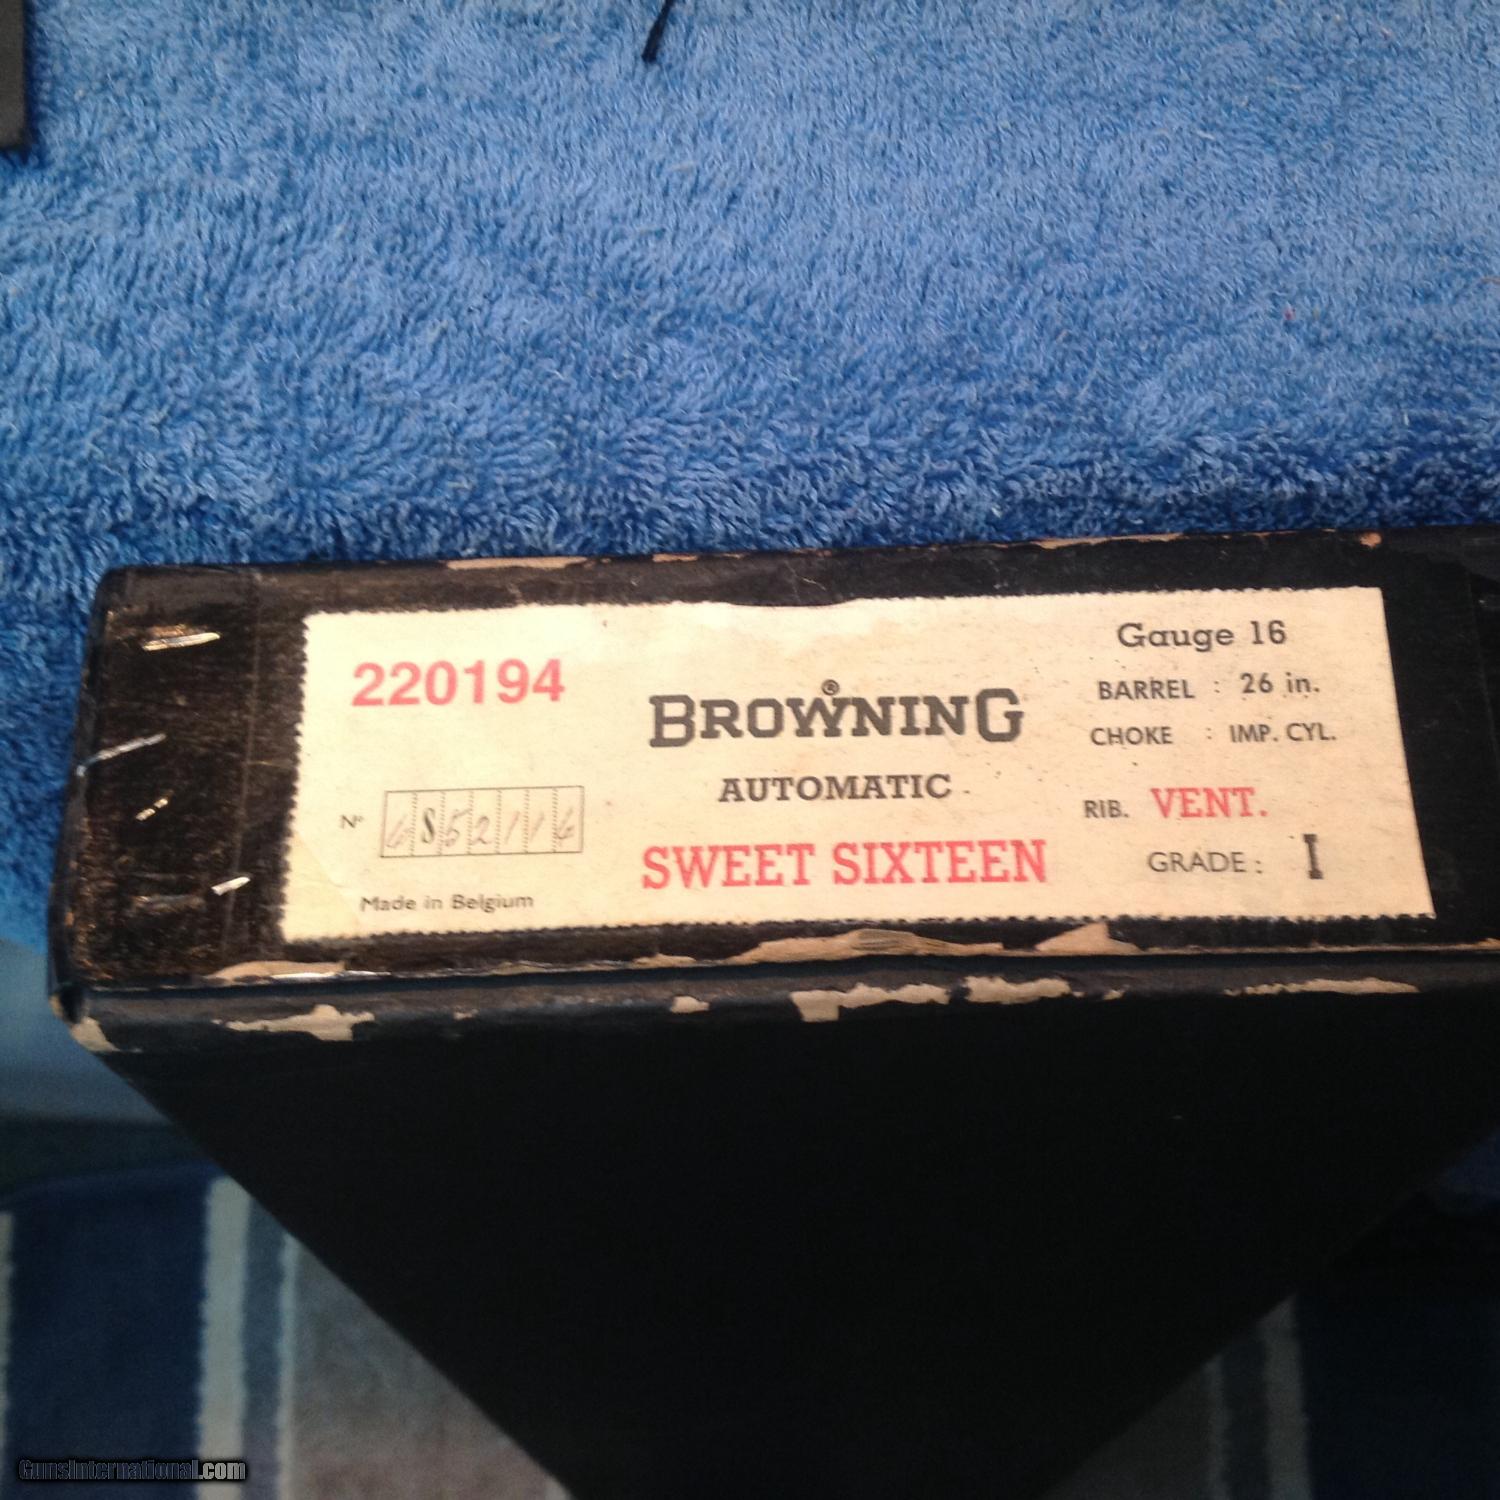 220194
BROWNING®
AUTOMATIC
SWEET SIXTEEN
Nº 6S52116
Made in Belgium
Gauge 16
BARREL : 26 in.
CHOKE : IMP. CYL.
RIB. VENT.
GRADE : I
GunsInternational.com